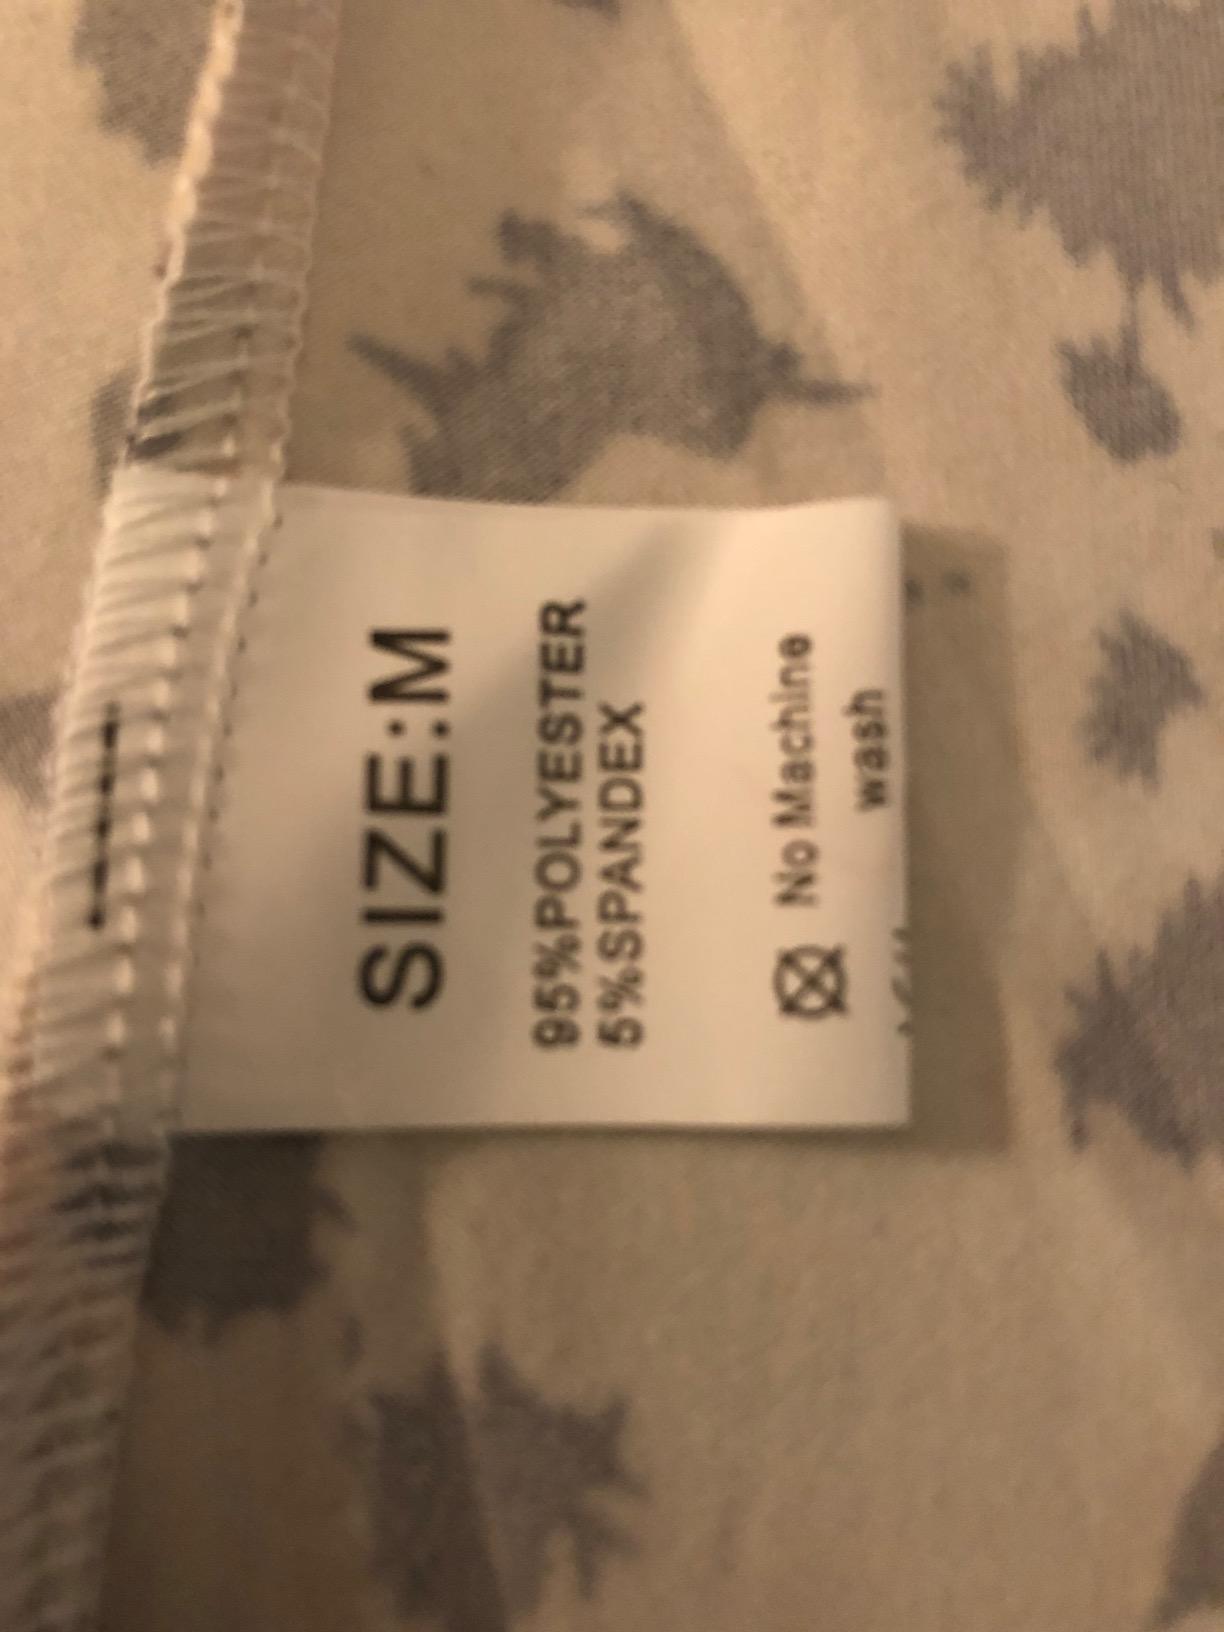 SIZE:M
95%POLYESTER
5%SPANDEX
No Machine
wash